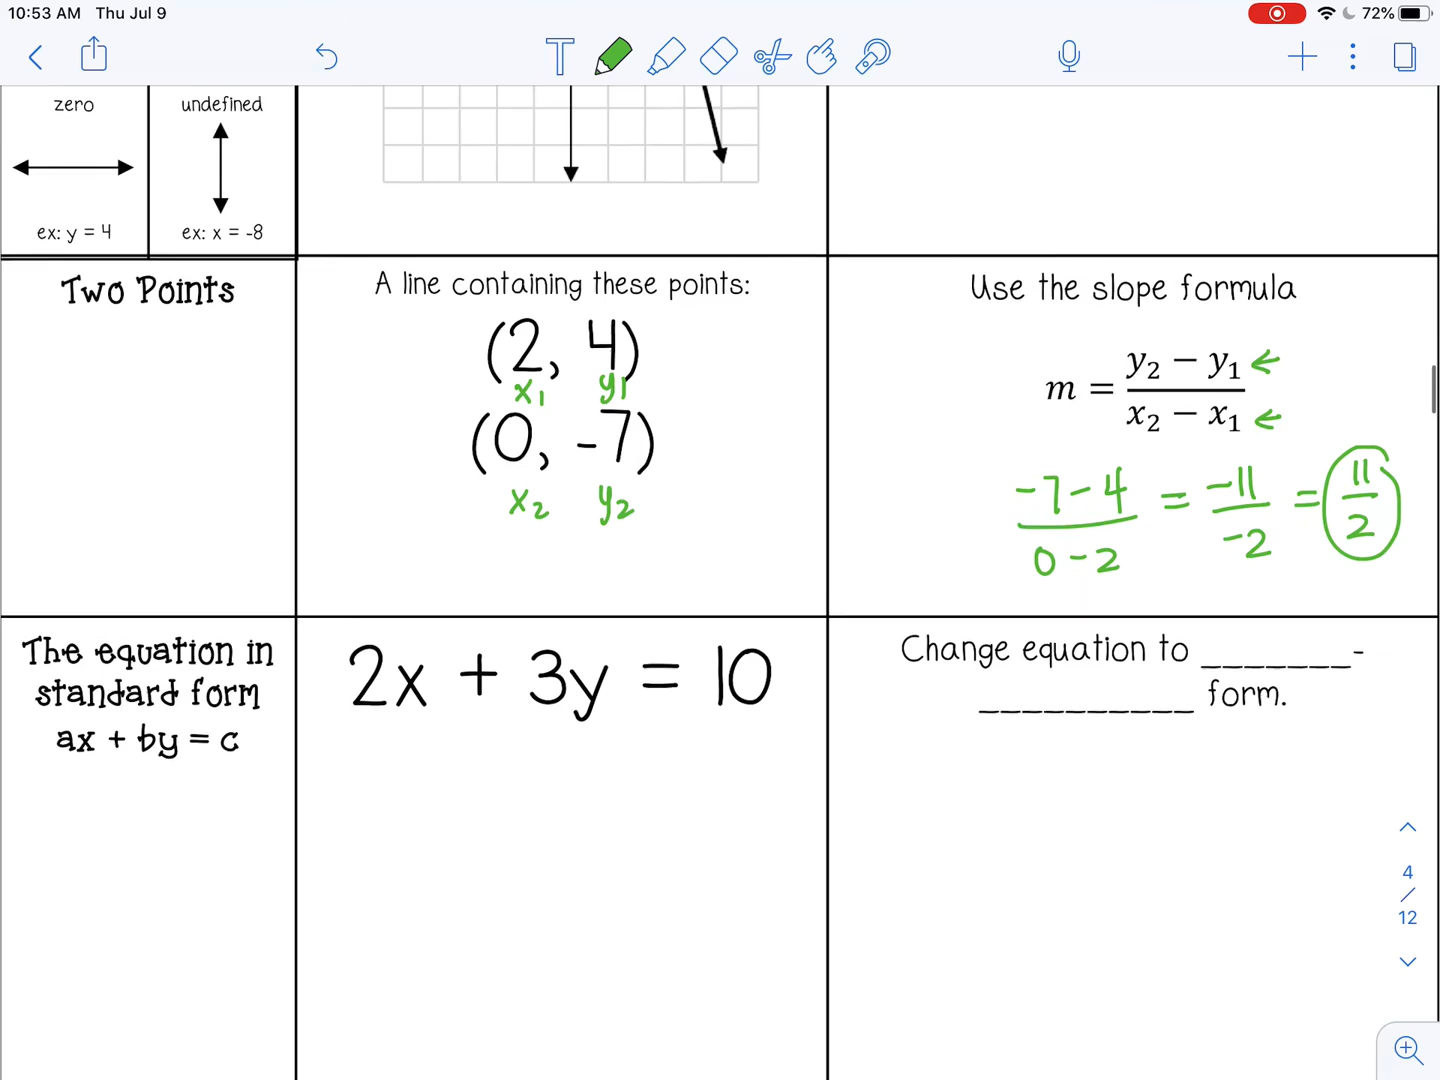 10:53 AM Thu Jul 9
72%
zero
undefined
ex: y = 4
ex: x = -8
Two Points
A line containing these points:
(2, 4)
x1 y1
(0, -7)
x2 y2
Use the slope formula
m = y₂ − y₁ ←
x₂ − x₁ ←
-7-4 = -11 = 11
0-2 -2 2
The equation in
standard form
ax + by = c
2x + 3y = 10
Change equation to _______-
__________ form.
4
/
12